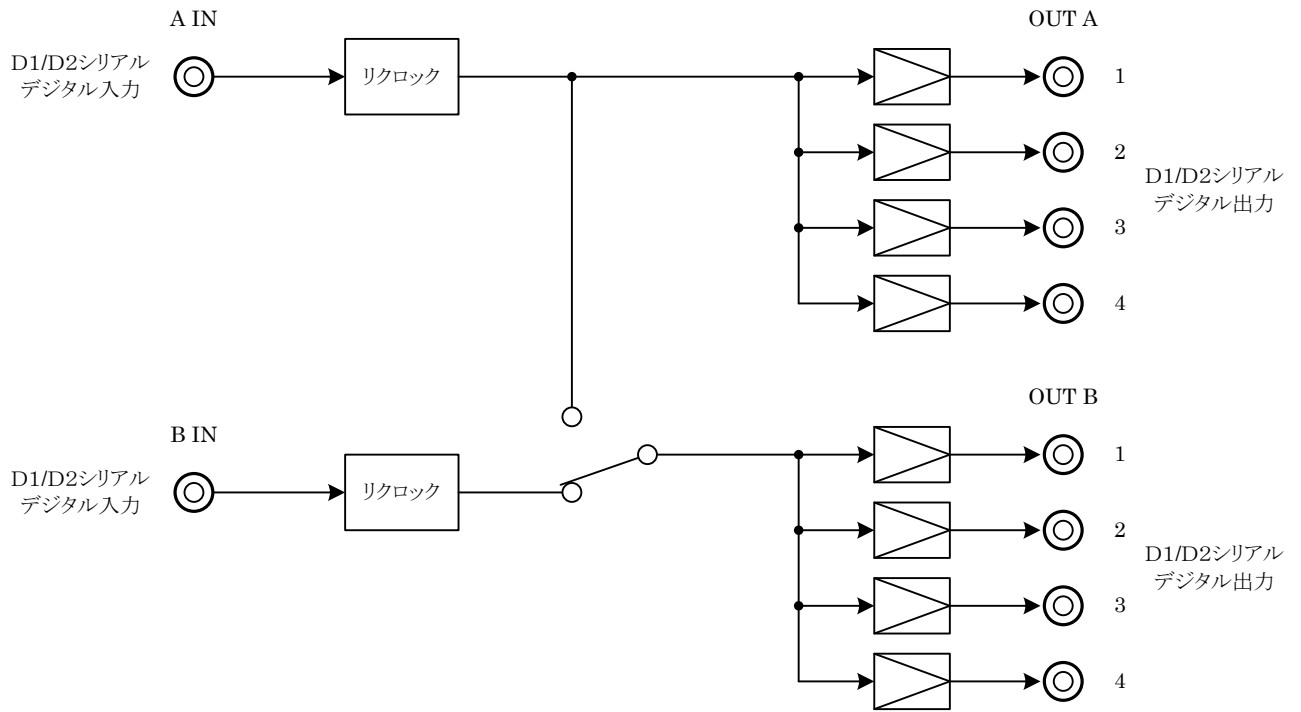 A IN
D1/D2シリアル
デジタル入力
リクロック
OUT A
1
2
3
4
D1/D2シリアル
デジタル出力
B IN
D1/D2シリアル
デジタル入力
リクロック
OUT B
1
2
3
4
D1/D2シリアル
デジタル出力